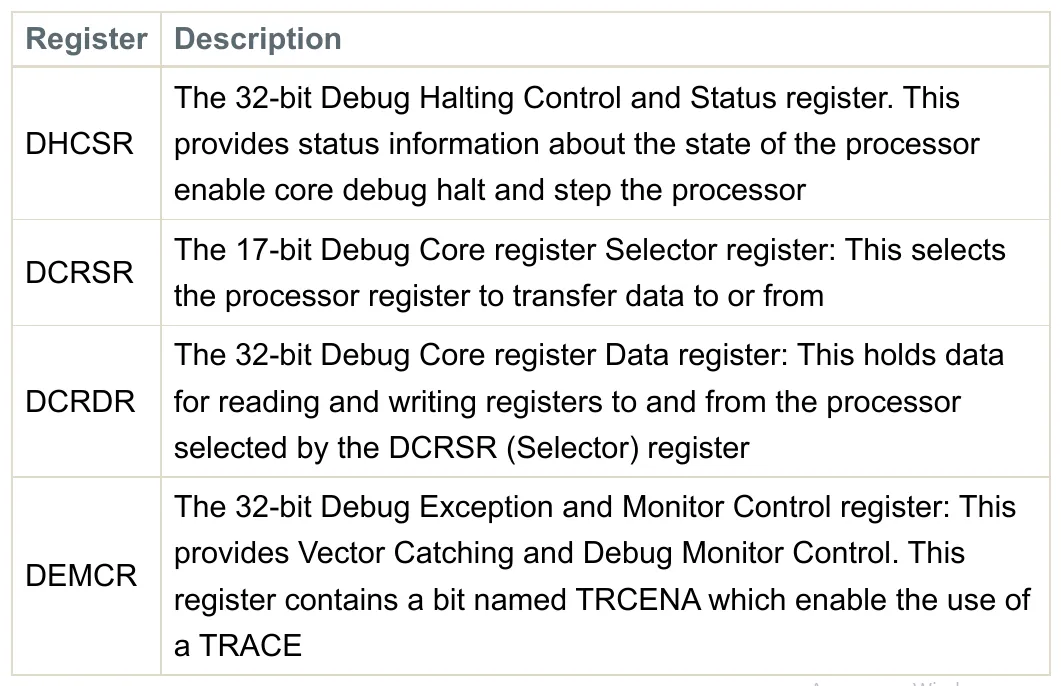 Register Description
The 32-bit Debug Halting Control and Status register. This
DHCSR provides status information about the state of the processor
enable core debug halt and step the processor
The 17-bit Debug Core register Selector register: This selects
DCRSR
the processor register to transfer data to or from
The 32-bit Debug Core register Data register: This holds data
DCRDR for reading and writing registers to and from the processor
selected by the DCRSR (Selector) register
The 32-bit Debug Exception and Monitor Control register: This
provides Vector Catching and Debug Monitor Control. This
DEMCR
register contains a bit named TRCENA which enable the use of
a TRACE